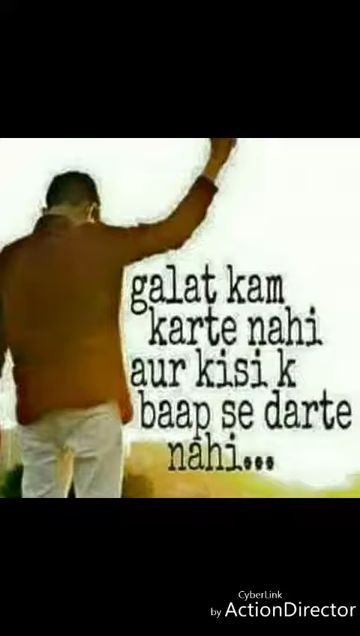 galat kam
karte nahi
aur kisi k
baap se darte
nahi...
CyberLink
by ActionDirector